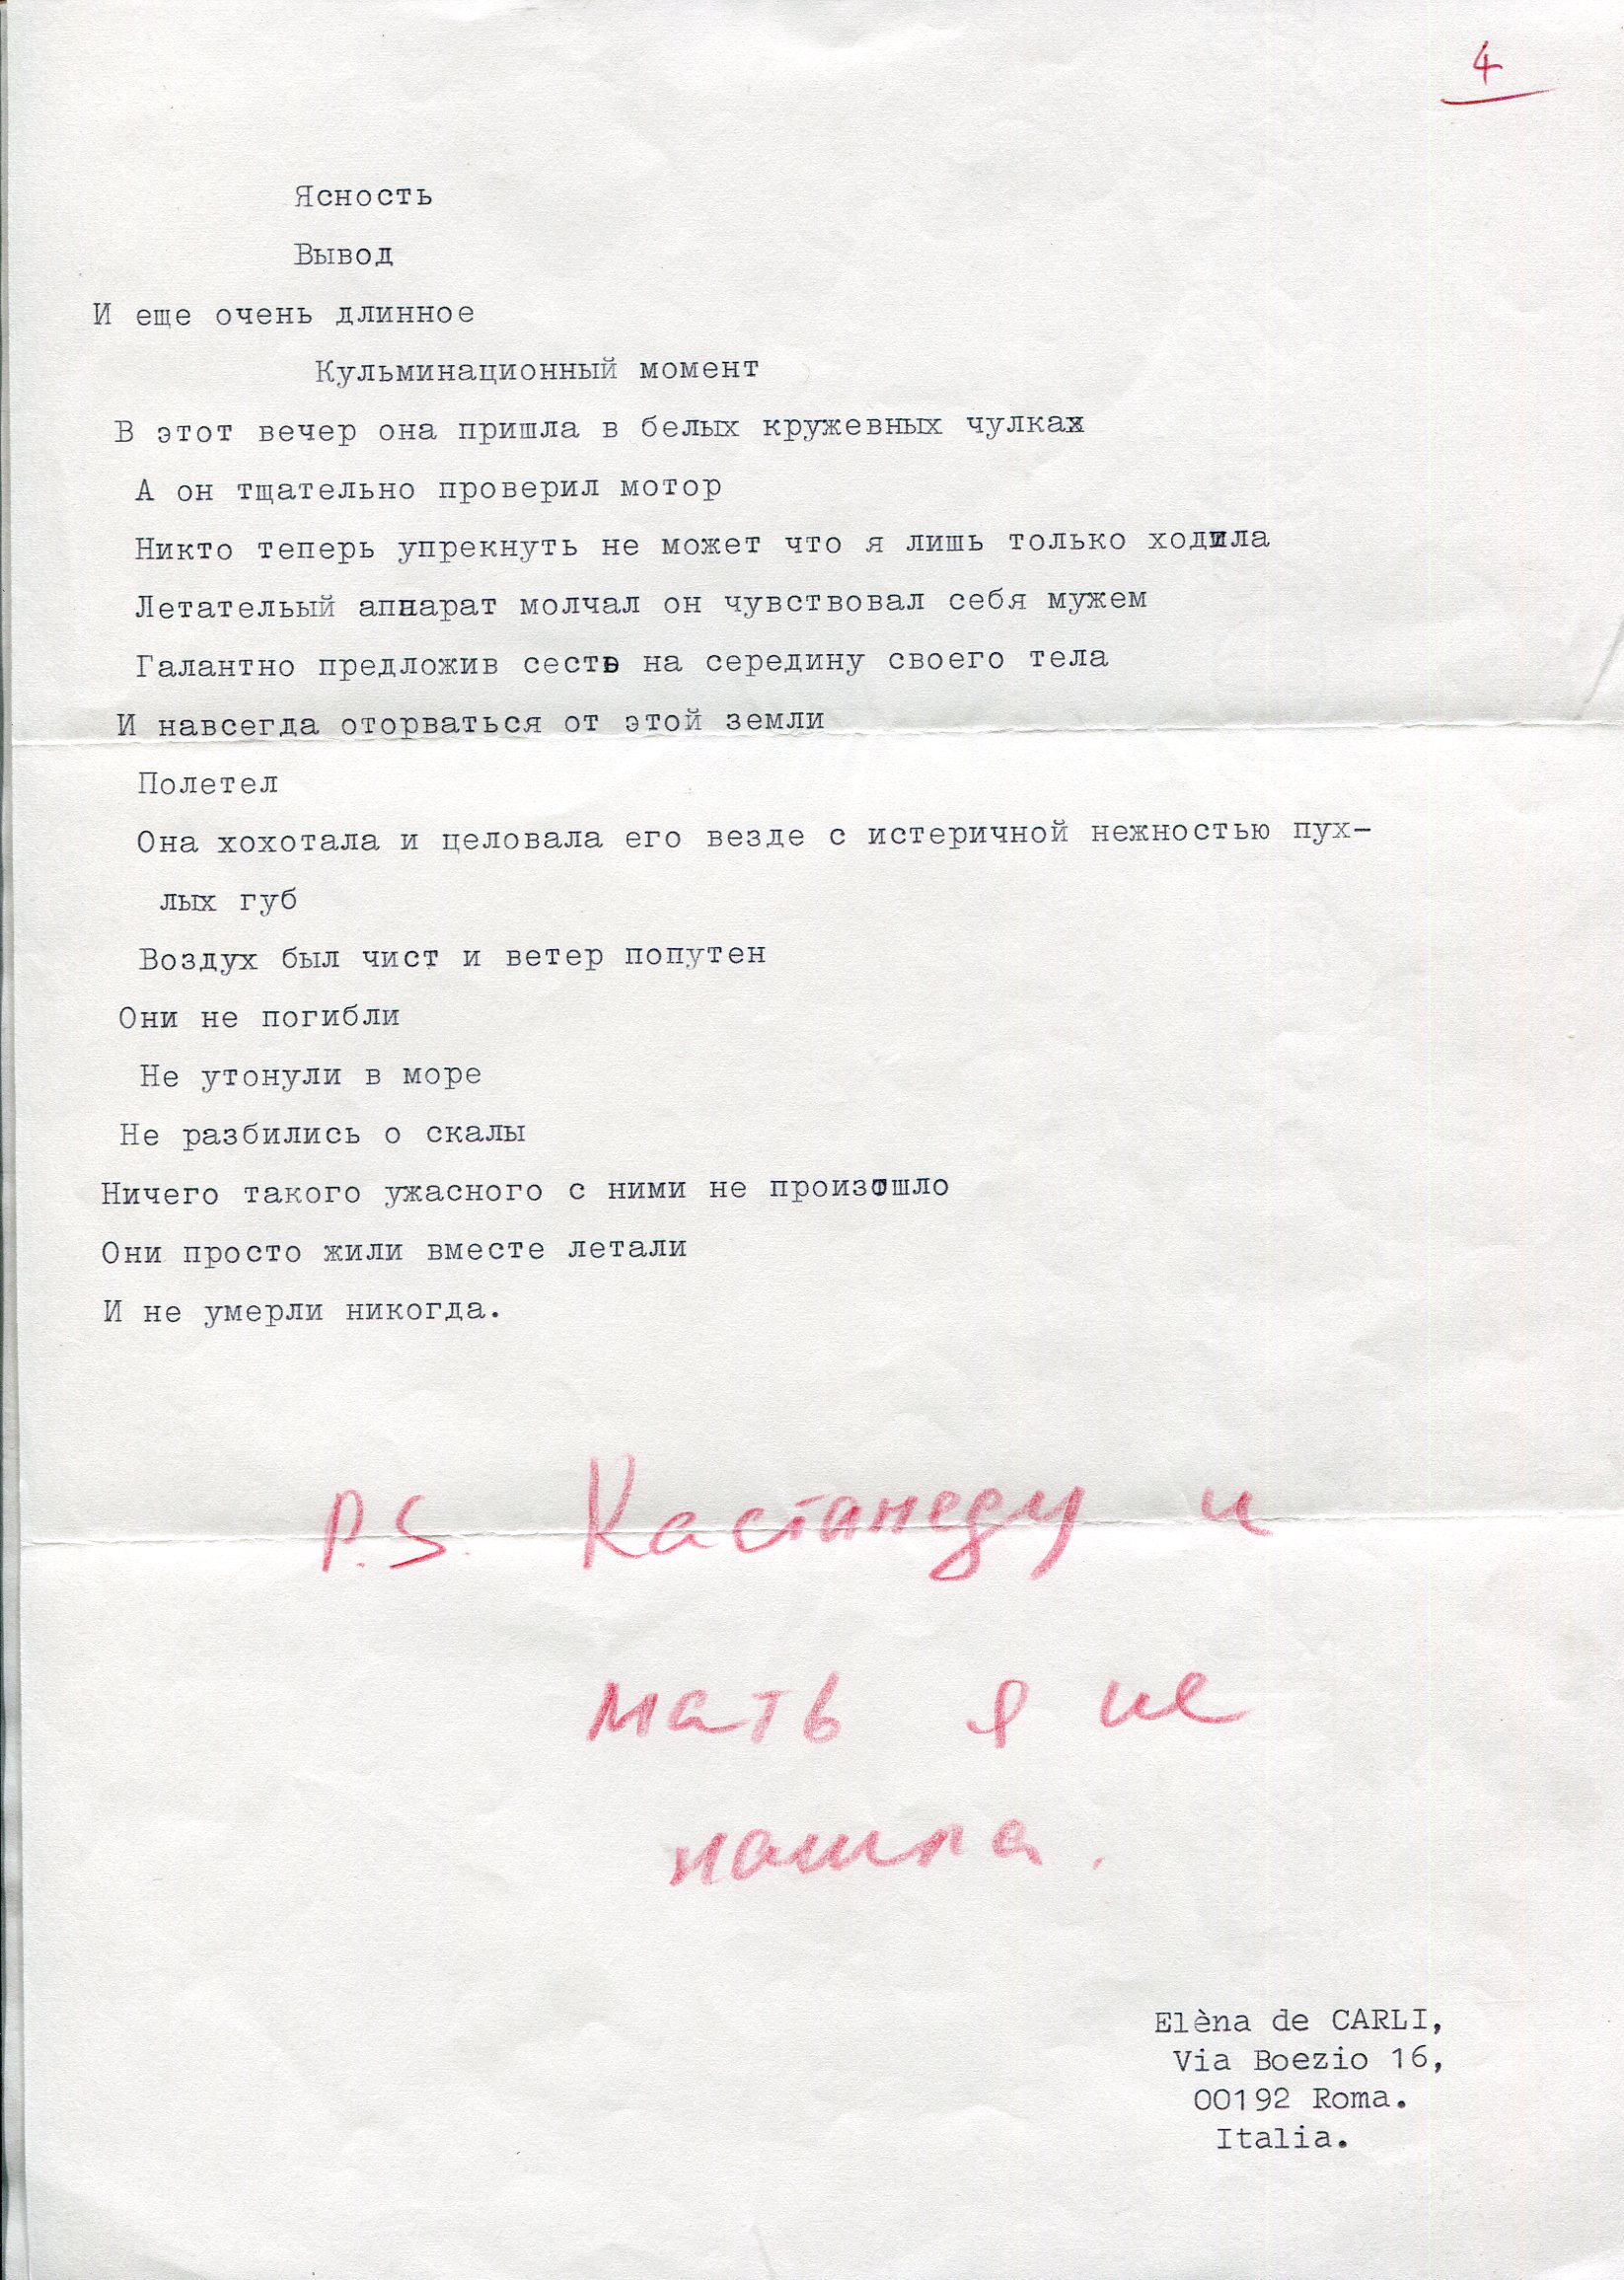 4
Ясность
Вывод
И еще очень длинное
Кульминационный момент
В этот вечер она пришла в белых кружевных чулках
А он тщательно проверил мотор
Никто теперь упрекнуть не может что я лишь только ходила
Летательый аппарат молчал он чувствовал себя мужем
Галантно предложив сесть на середину своего тела
И навсегда оторваться от этой земли
Полетел
Она хохотала и целовала его везде с истеричной нежностью пух-
лых губ
Воздух был чист и ветер попутен
Они не погибли
Не утонули в море
Не разбились о скалы
Ничего такого ужасного с ними не произошло
Они просто жили вместе летали
И не умерли никогда.
P.S. Кастанеду и
мать я не
нашла.
Elèna de CARLI,
Via Boezio 16,
00192 Roma.
Italia.